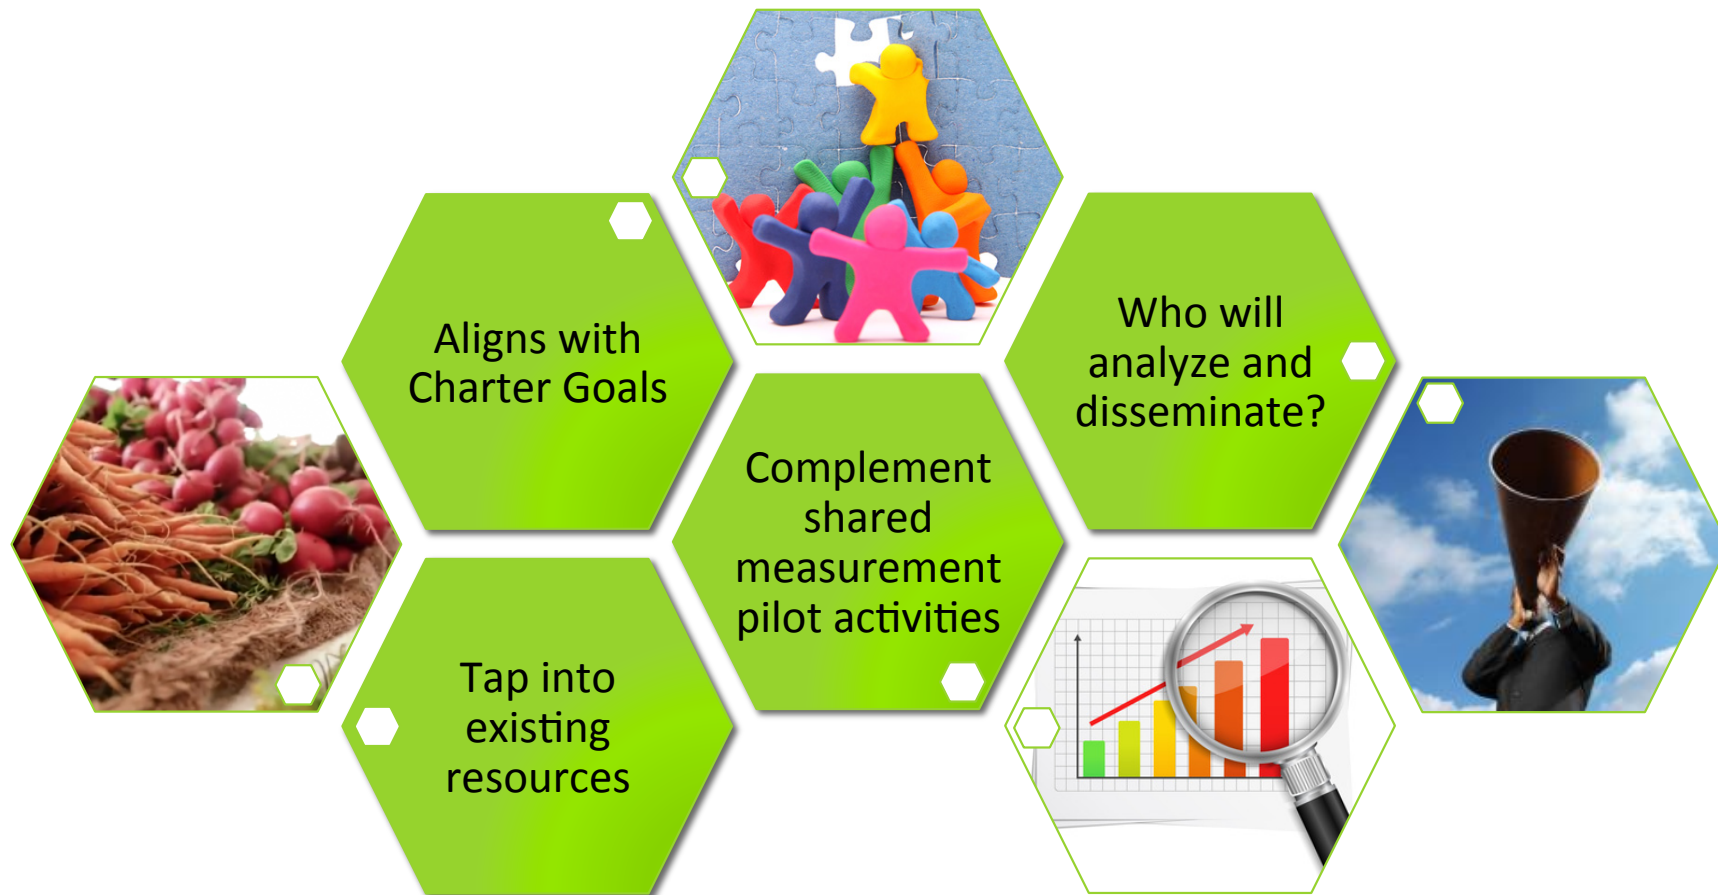 Aligns with
Charter Goals
Tap into
existing
resources
Complement
shared
measurement
pilot activities
Who will
analyze and
disseminate?